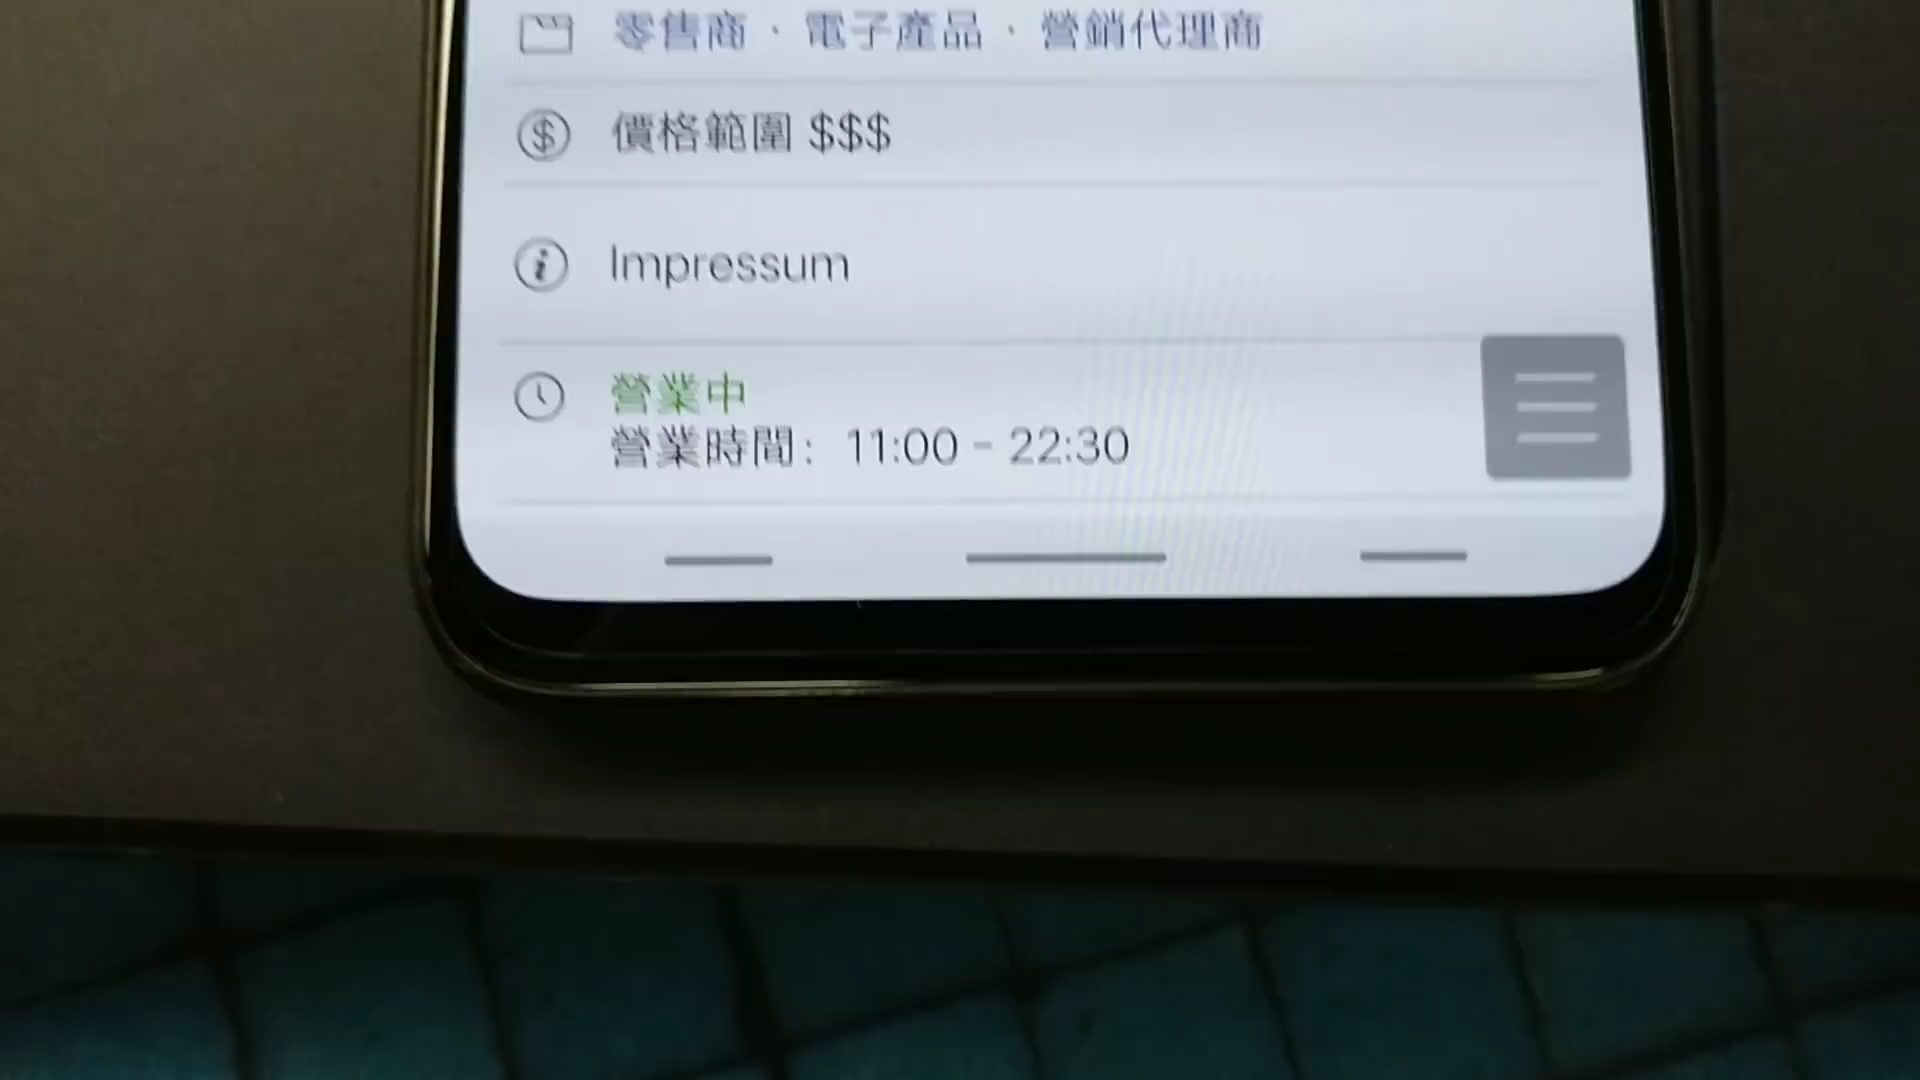 零售商 · 電子產品 · 營銷代理商
價格範圍 $$$
Impressum
營業中
營業時間：11:00 - 22:30